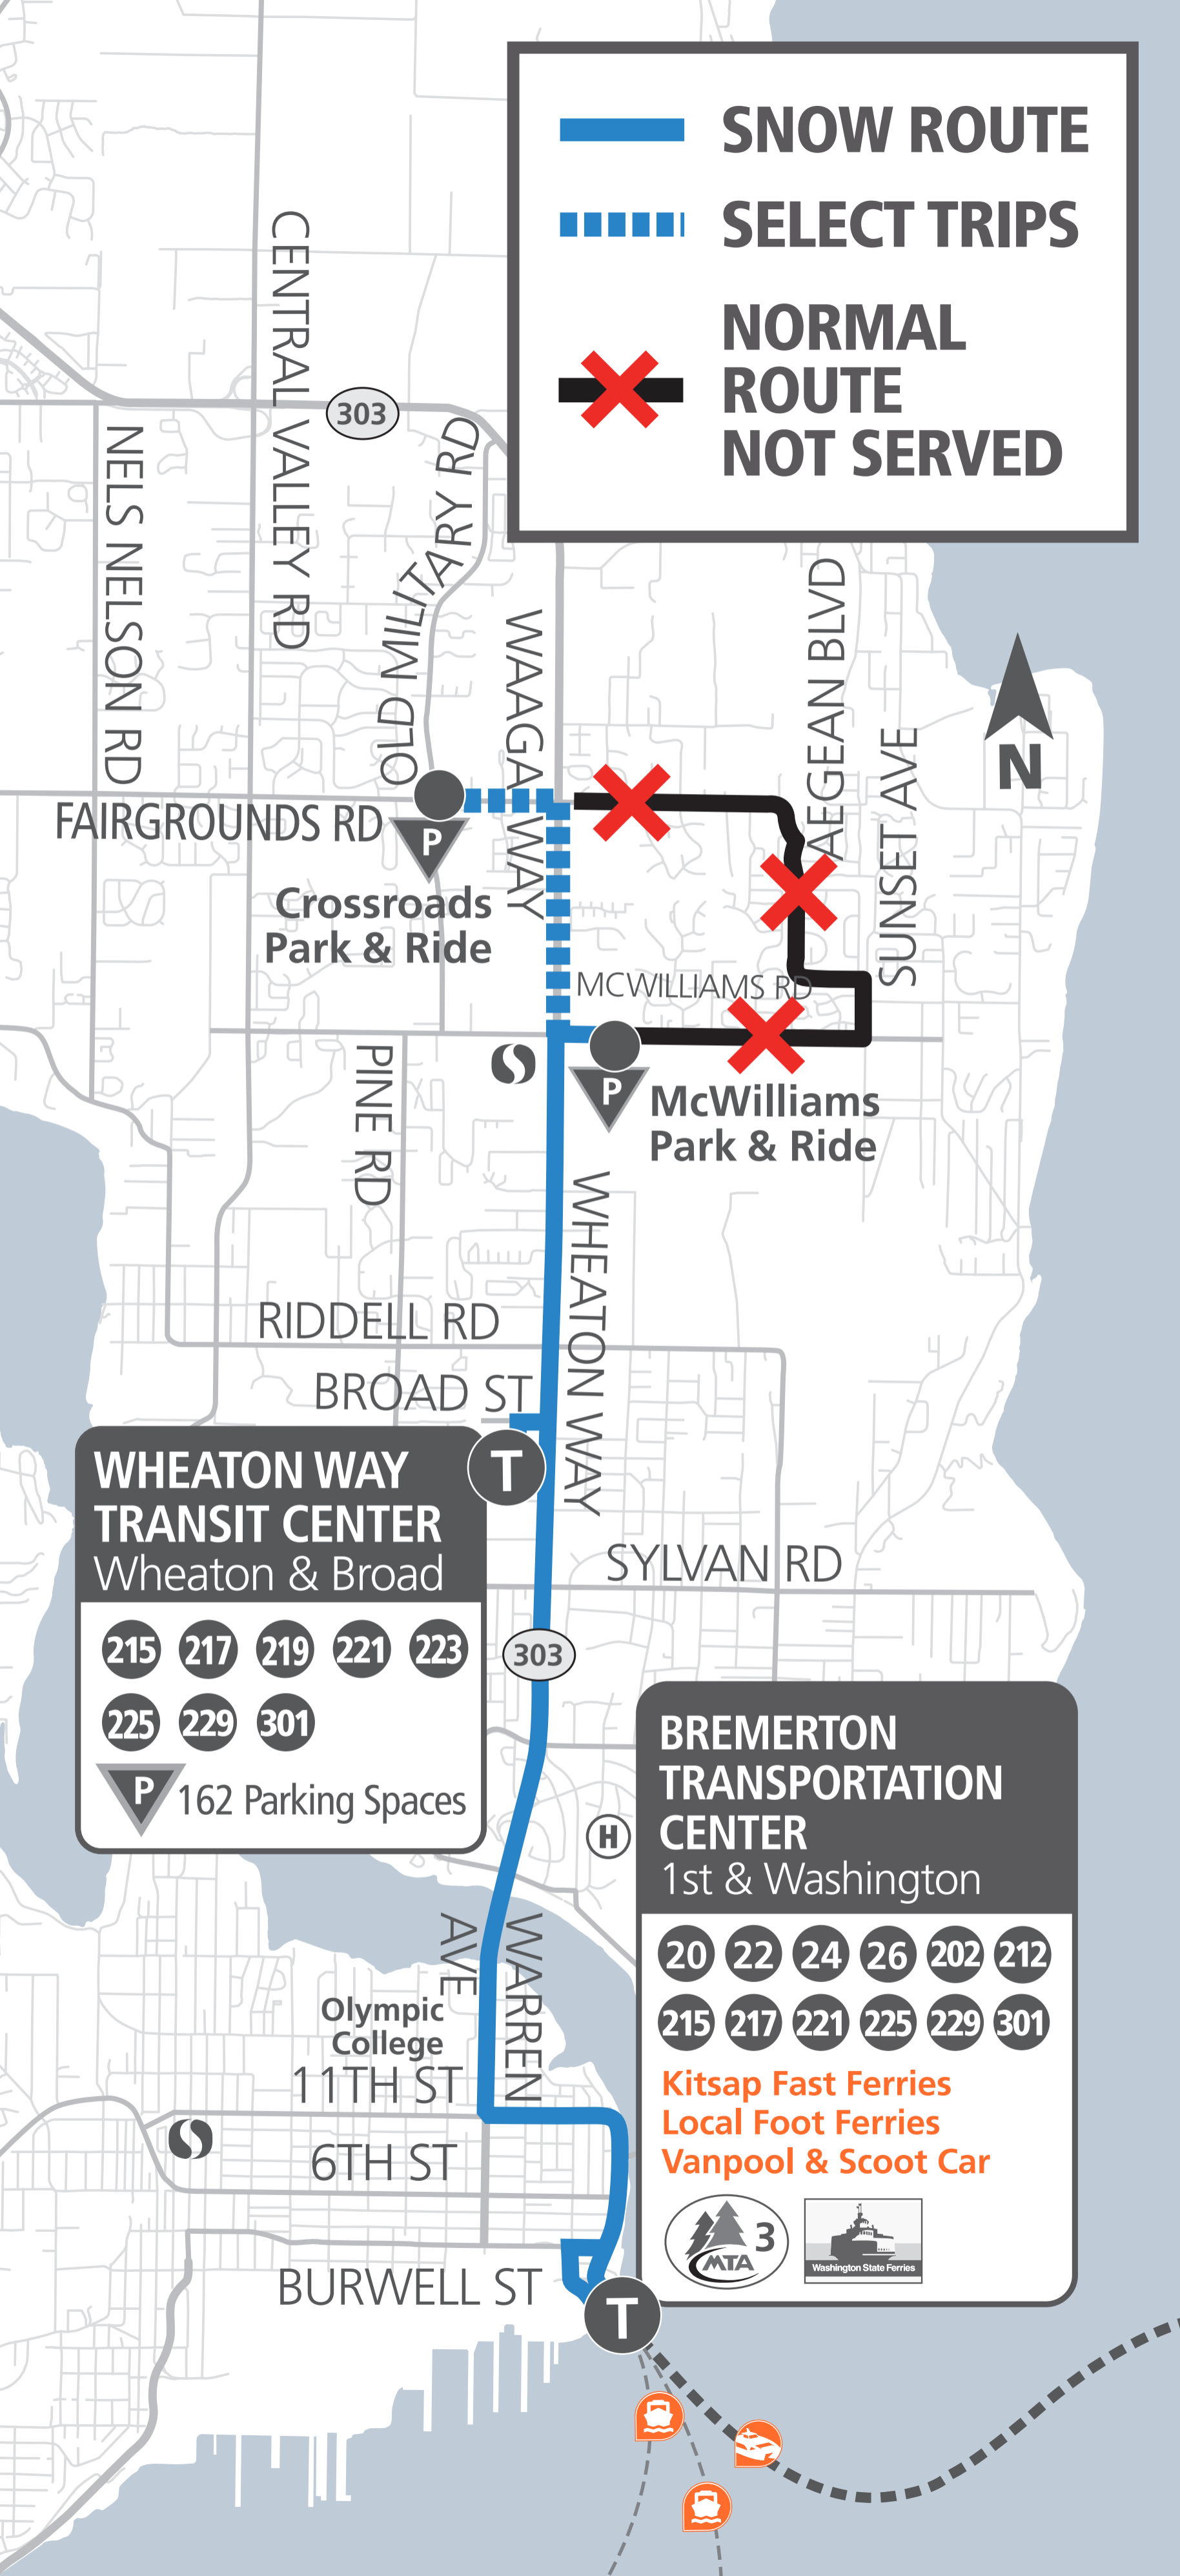 SNOW ROUTE
SELECT TRIPS
NORMAL
ROUTE
NOT SERVED
CENTRAL VALLEY RD
303
NELS NELSON RD
OLD MILITARY RD
WAAGA WAY
AEGEAN BLVD
SUNSET AVE
N
FAIRGROUNDS RD
P
Crossroads
Park & Ride
MCWILLIAMS RD
PINE RD
P
McWilliams
Park & Ride
WHEATON WAY
RIDDELL RD
BROAD ST
T
WHEATON WAY
TRANSIT CENTER
Wheaton & Broad
215 217 219 221 223
225 229 301
P 162 Parking Spaces
SYLVAN RD
303
BREMERTON
TRANSPORTATION
CENTER
1st & Washington
20 22 24 26 202 212
215 217 221 225 229 301
Kitsap Fast Ferries
Local Foot Ferries
Vanpool & Scoot Car
MTA 3
Washington State Ferries
H
WARREN
AVE
Olympic
College
11TH ST
6TH ST
BURWELL ST
T